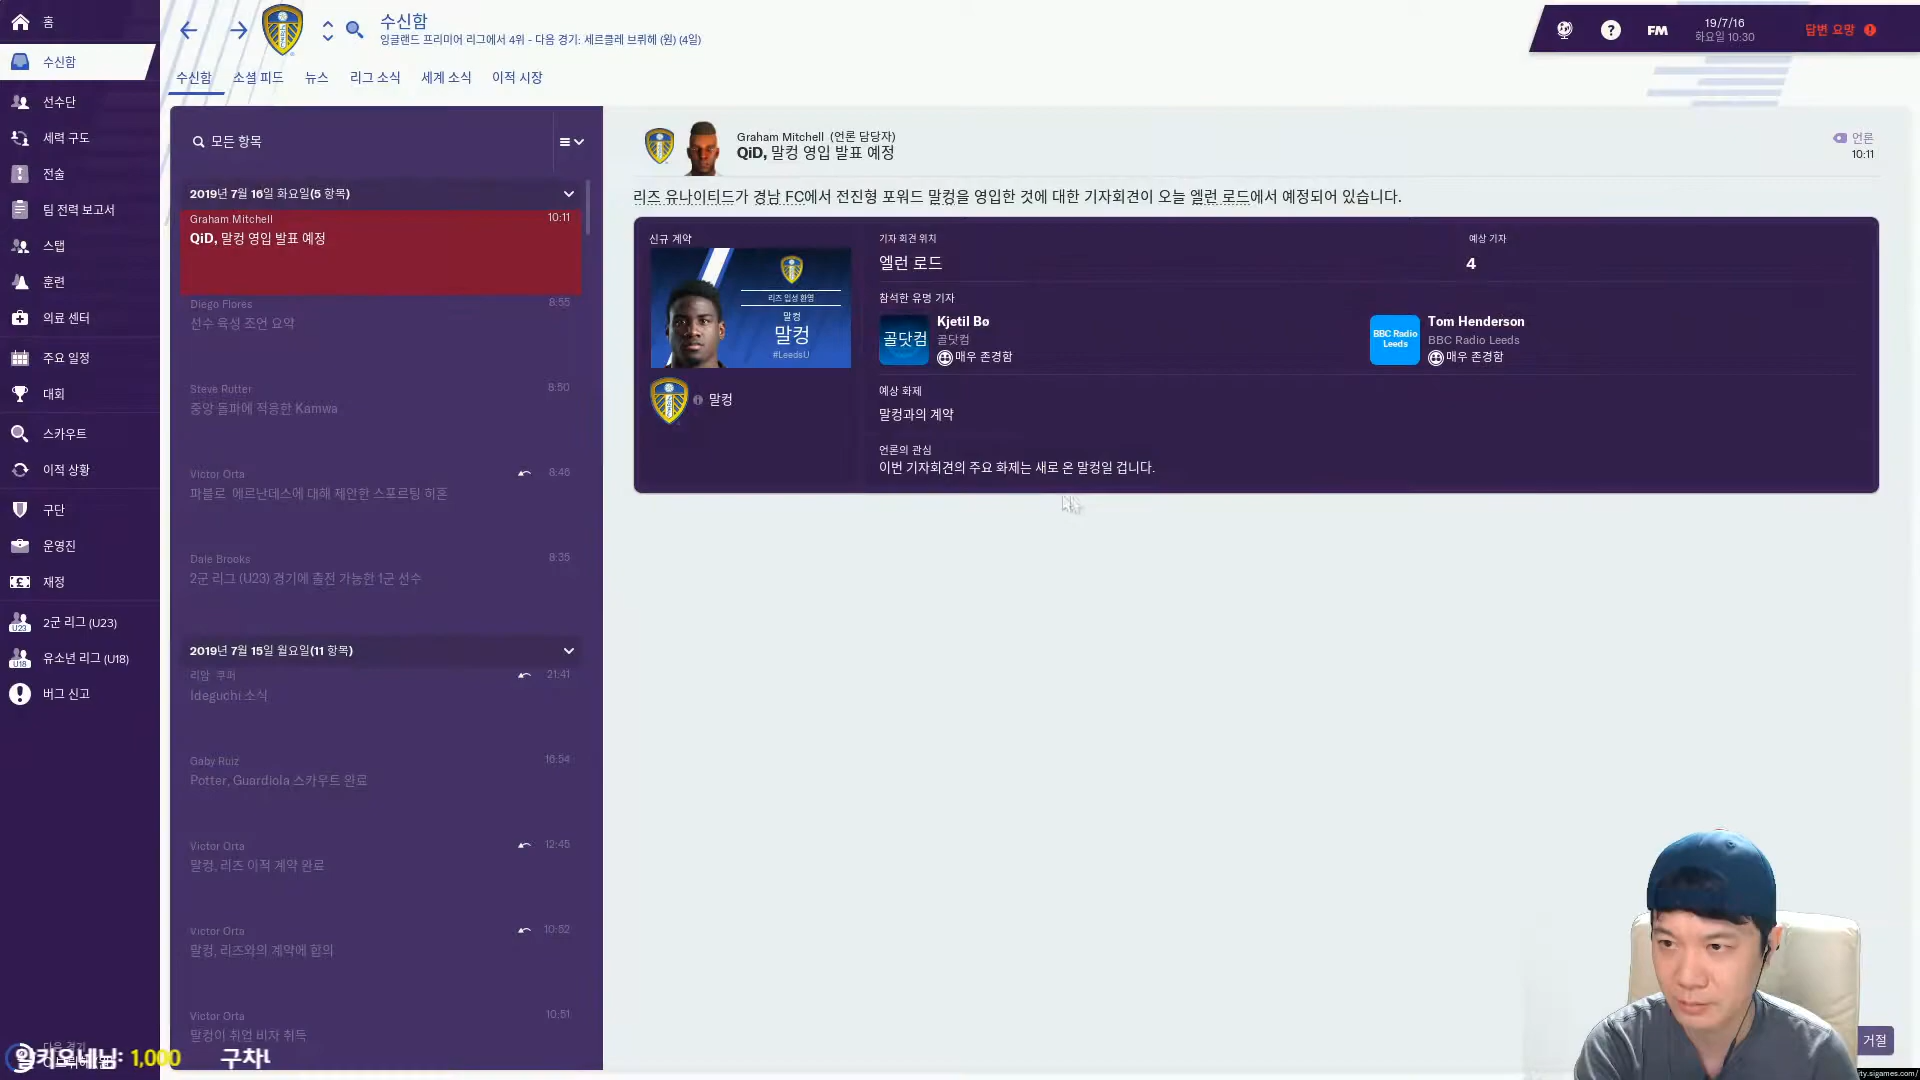 홈
수신함
선수단
세력 구도
전술
팀 전력 보고서
스탭
훈련
의료 센터
주요 일정
대회
스카우트
이적 상황
구단
운영진
재정
U23
2군 리그 (U23)
U18
유소년 리그 (U18)
버그 신고
수신함
잉글랜드 프리미어 리그에서 4위 - 다음 경기: 세르클레 브뤼헤 (원) (4일)
FM
19/7/16
화요일 10:30
답변 요망
수신함
소셜 피드
뉴스
리그 소식
세계 소식
이적 시장
모든 항목
2019년 7월 16일 화요일(5 항목)
Graham Mitchell
10:11
QiD, 말컹 영입 발표 예정
Diego Flores
8:55
선수 육성 조언 요약
Steve Rutter
8:50
중앙 돌파에 적응한 Kamwa
Victor Orta
8:46
파블로 에르난데스에 대해 제안한 스포르팅 히혼
Dale Brooks
8:35
2군 리그 (U23) 경기에 출전 가능한 1군 선수
2019년 7월 15일 월요일(11 항목)
리암 쿠퍼
21:41
Ideguchi 소식
Gaby Ruiz
16:54
Potter, Guardiola 스카우트 완료
Victor Orta
12:45
말컹, 리즈 이적 계약 완료
Victor Orta
10:52
말컹, 리즈와의 계약에 합의
Victor Orta
10:51
말컹이 취업 비자 취득
Graham Mitchell (언론 담당자)
QiD, 말컹 영입 발표 예정
언론
10:11
리즈 유나이티드가 경남 FC에서 전진형 포워드 말컹을 영입한 것에 대한 기자회견이 오늘 엘런 로드에서 예정되어 있습니다.
신규 계약
리즈 입성 환영
말컹
말컹
#LeedsU
말컹
기자 회견 위치
엘런 로드
예상 기자
4
참석한 유명 기자
골닷컴
Kjetil Bø
골닷컴
매우 존경함
BBC Radio
Leeds
Tom Henderson
BBC Radio Leeds
매우 존경함
예상 화제
말컹과의 계약
언론의 관심
이번 기자회견의 주요 화제는 새로 온 말컹일 겁니다.
거절
1,000